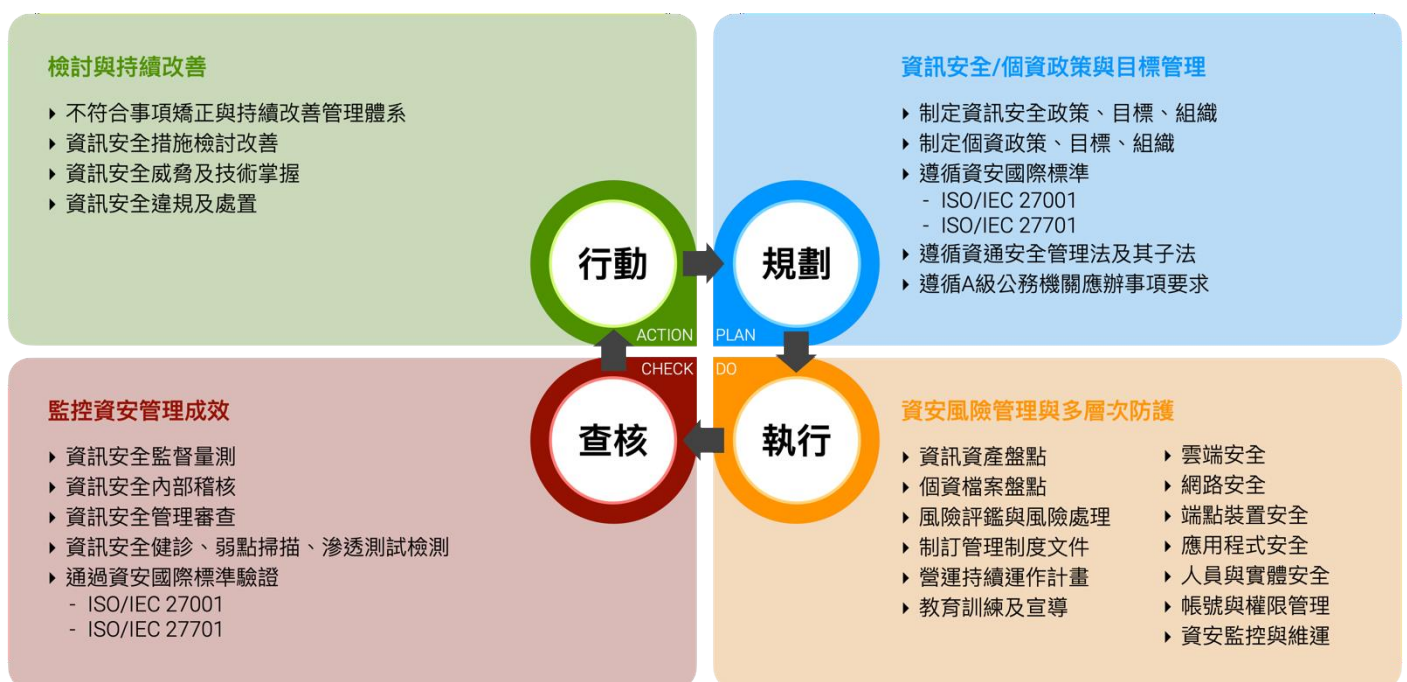 檢討與持續改善
▸ 不符合事項矯正與持續改善管理體系
▸ 資訊安全措施檢討改善
▸ 資訊安全威脅及技術掌握
▸ 資訊安全違規及處置
行動
ACTION
資訊安全/個資政策與目標管理
▸ 制定資訊安全政策、目標、組織
▸ 制定個資政策、目標、組織
▸ 遵循資安國際標準
- ISO/IEC 27001
- ISO/IEC 27701
▸ 遵循資通安全管理法及其子法
▸ 遵循A級公務機關應辦事項要求
規劃
PLAN
監控資安管理成效
▸ 資訊安全監督量測
▸ 資訊安全內部稽核
▸ 資訊安全管理審查
▸ 資訊安全健診、弱點掃描、滲透測試檢測
▸ 通過資安國際標準驗證
- ISO/IEC 27001
- ISO/IEC 27701
CHECK
查核
DO
執行
資安風險管理與多層次防護
▸ 資訊資產盤點
▸ 個資檔案盤點
▸ 風險評鑑與風險處理
▸ 制訂管理制度文件
▸ 營運持續運作計畫
▸ 教育訓練及宣導
▸ 雲端安全
▸ 網路安全
▸ 端點裝置安全
▸ 應用程式安全
▸ 人員與實體安全
▸ 帳號與權限管理
▸ 資安監控與維運